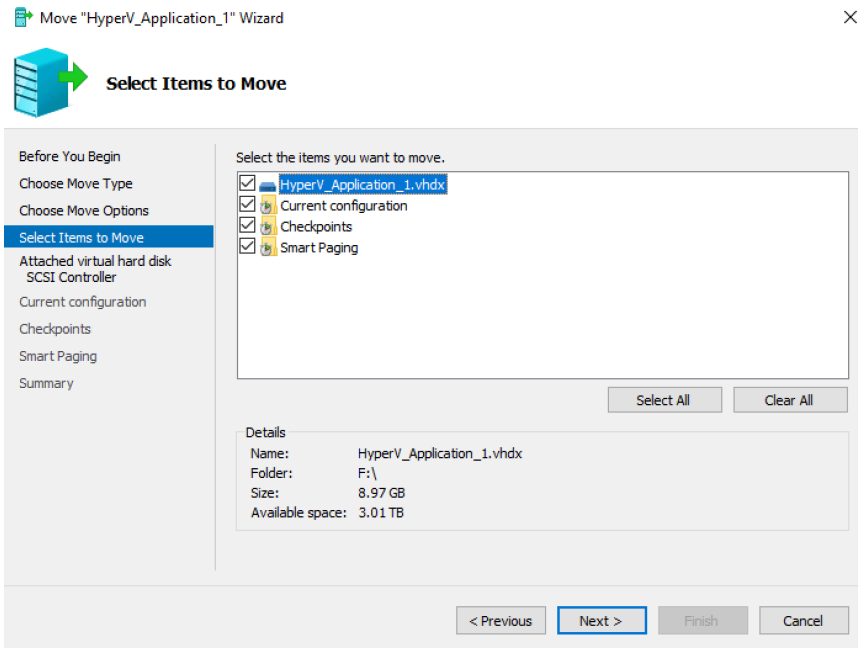 Move "HyperV_Application_1" Wizard
Select Items to Move
Before You Begin
Choose Move Type
Choose Move Options
Select Items to Move
Attached virtual hard disk
SCSI Controller
Current configuration
Checkpoints
Smart Paging
Summary
Select the items you want to move.
HyperV_Application_1.vhdx
Current configuration
Checkpoints
Smart Paging
Select All
Clear All
Details
Name: HyperV_Application_1.vhdx
Folder: F:\
Size: 8.97 GB
Available space: 3.01 TB
< Previous
Next >
Finish
Cancel